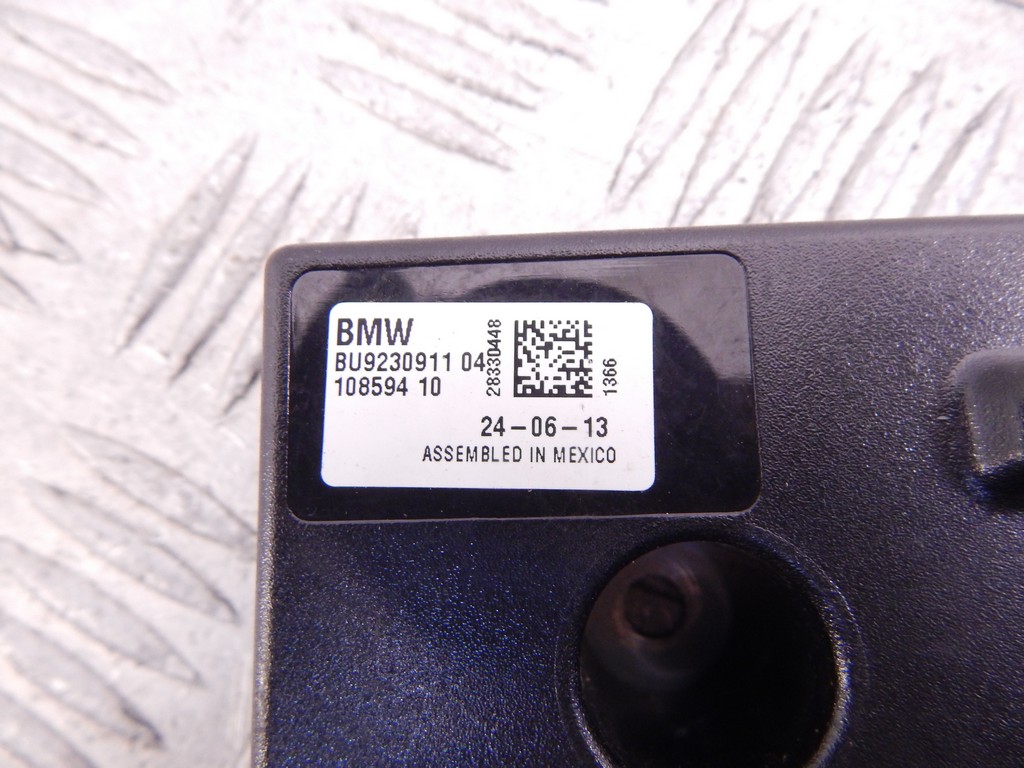 BMW
BU9230911 04
108594 10
28330448
1366
24-06-13
ASSEMBLED IN MEXICO